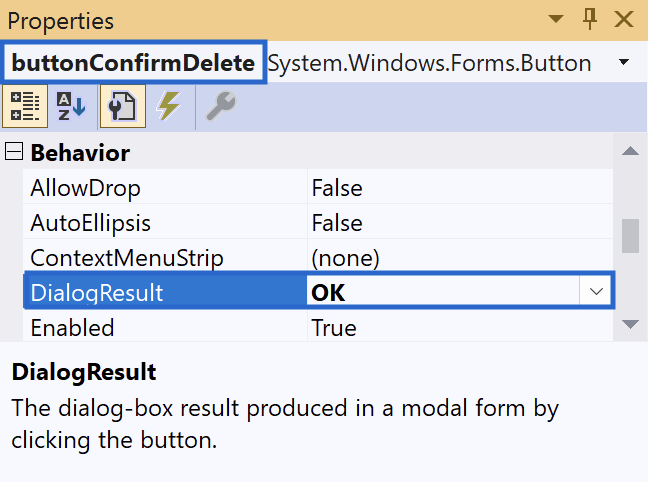 Properties
buttonConfirmDelete System.Windows.Forms.Button
A
Z
Behavior
AllowDrop False
AutoEllipsis False
ContextMenuStrip (none)
DialogResult OK
Enabled True
DialogResult
The dialog-box result produced in a modal form by
clicking the button.